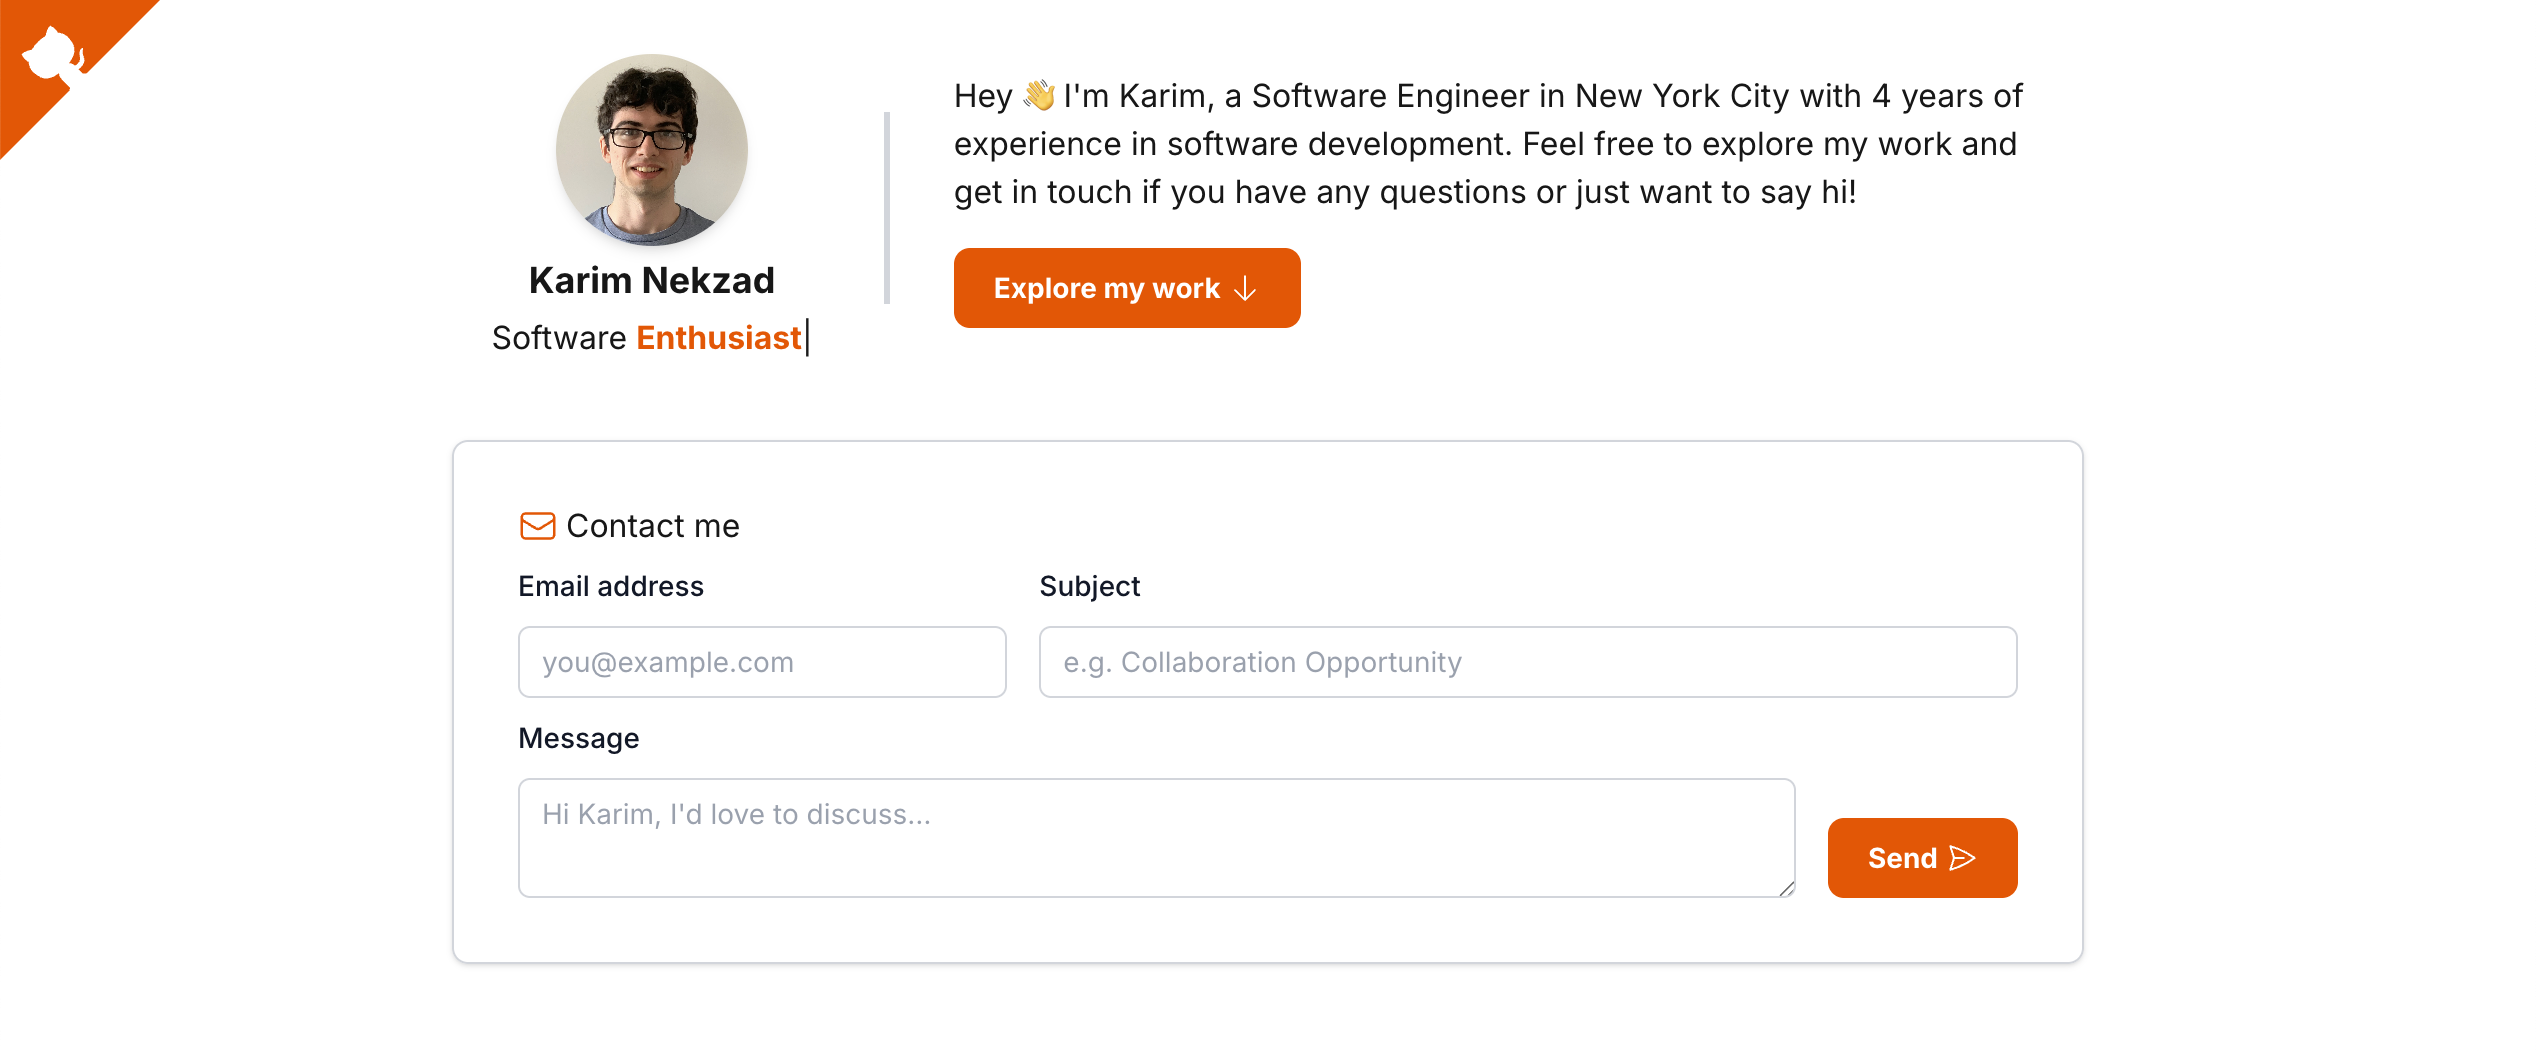 Hey 👋 I'm Karim, a Software Engineer in New York City with 4 years of
experience in software development. Feel free to explore my work and
get in touch if you have any questions or just want to say hi!
Explore my work
Karim Nekzad
Software Enthusiast
Contact me
Email address
Subject
you@example.com
e.g. Collaboration Opportunity
Message
Hi Karim, I'd love to discuss...
Send